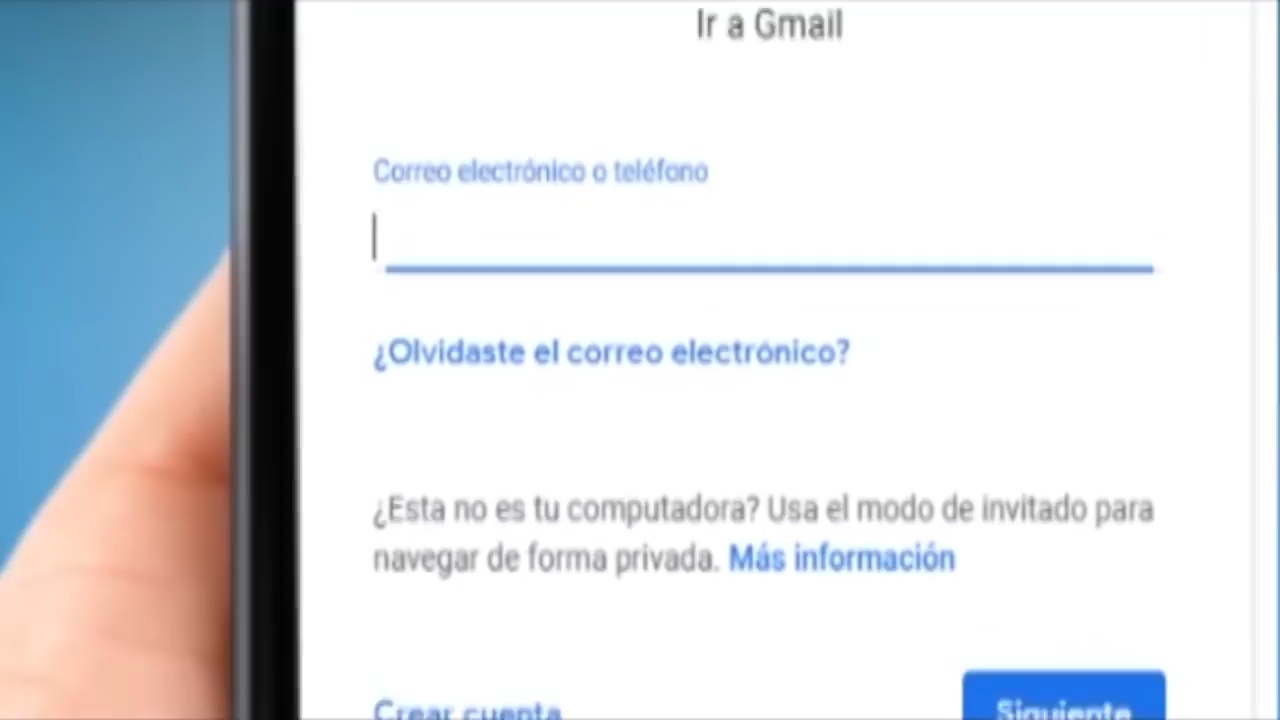 Ir a Gmail
Correo electrónico o teléfono
¿Olvidaste el correo electrónico?
¿Esta no es tu computadora? Usa el modo de invitado para
navegar de forma privada. Más información
Crear cuenta
Siguiente